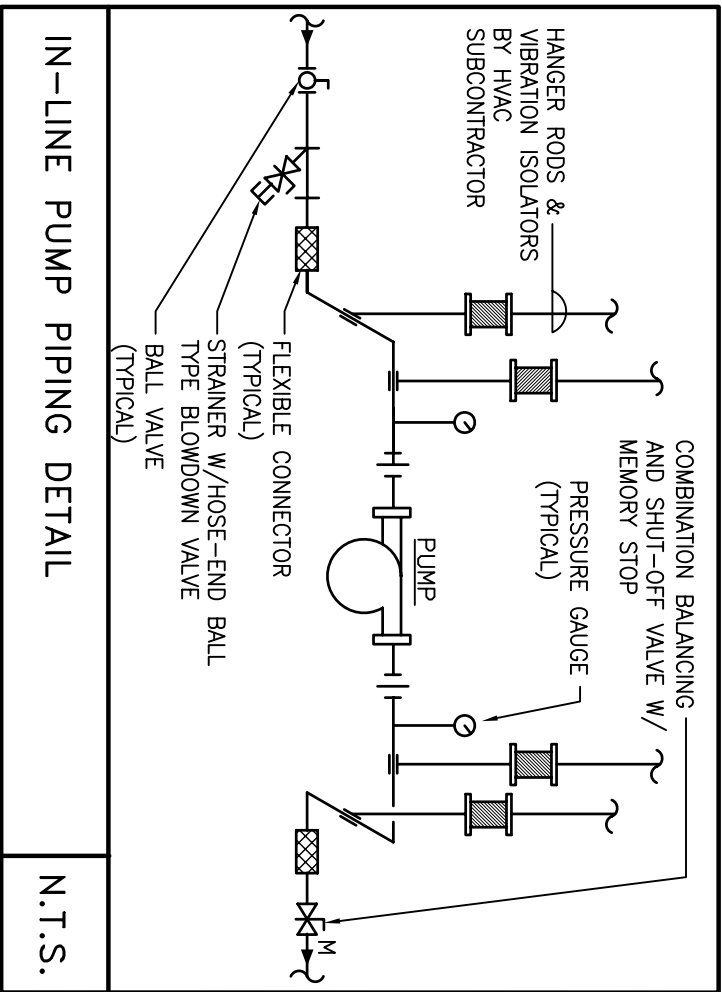 HANGER RODS &
VIBRATION ISOLATORS
BY HVAC
SUBCONTRACTOR
COMBINATION BALANCING
AND SHUT-OFF VALVE W/
MEMORY STOP
PRESSURE GAUGE
(TYPICAL)
PUMP
M
FLEXIBLE CONNECTOR
(TYPICAL)
STRAINER W/HOSE-END BALL
TYPE BLOWDOWN VALVE
BALL VALVE
(TYPICAL)
IN-LINE PUMP PIPING DETAIL
N.T.S.